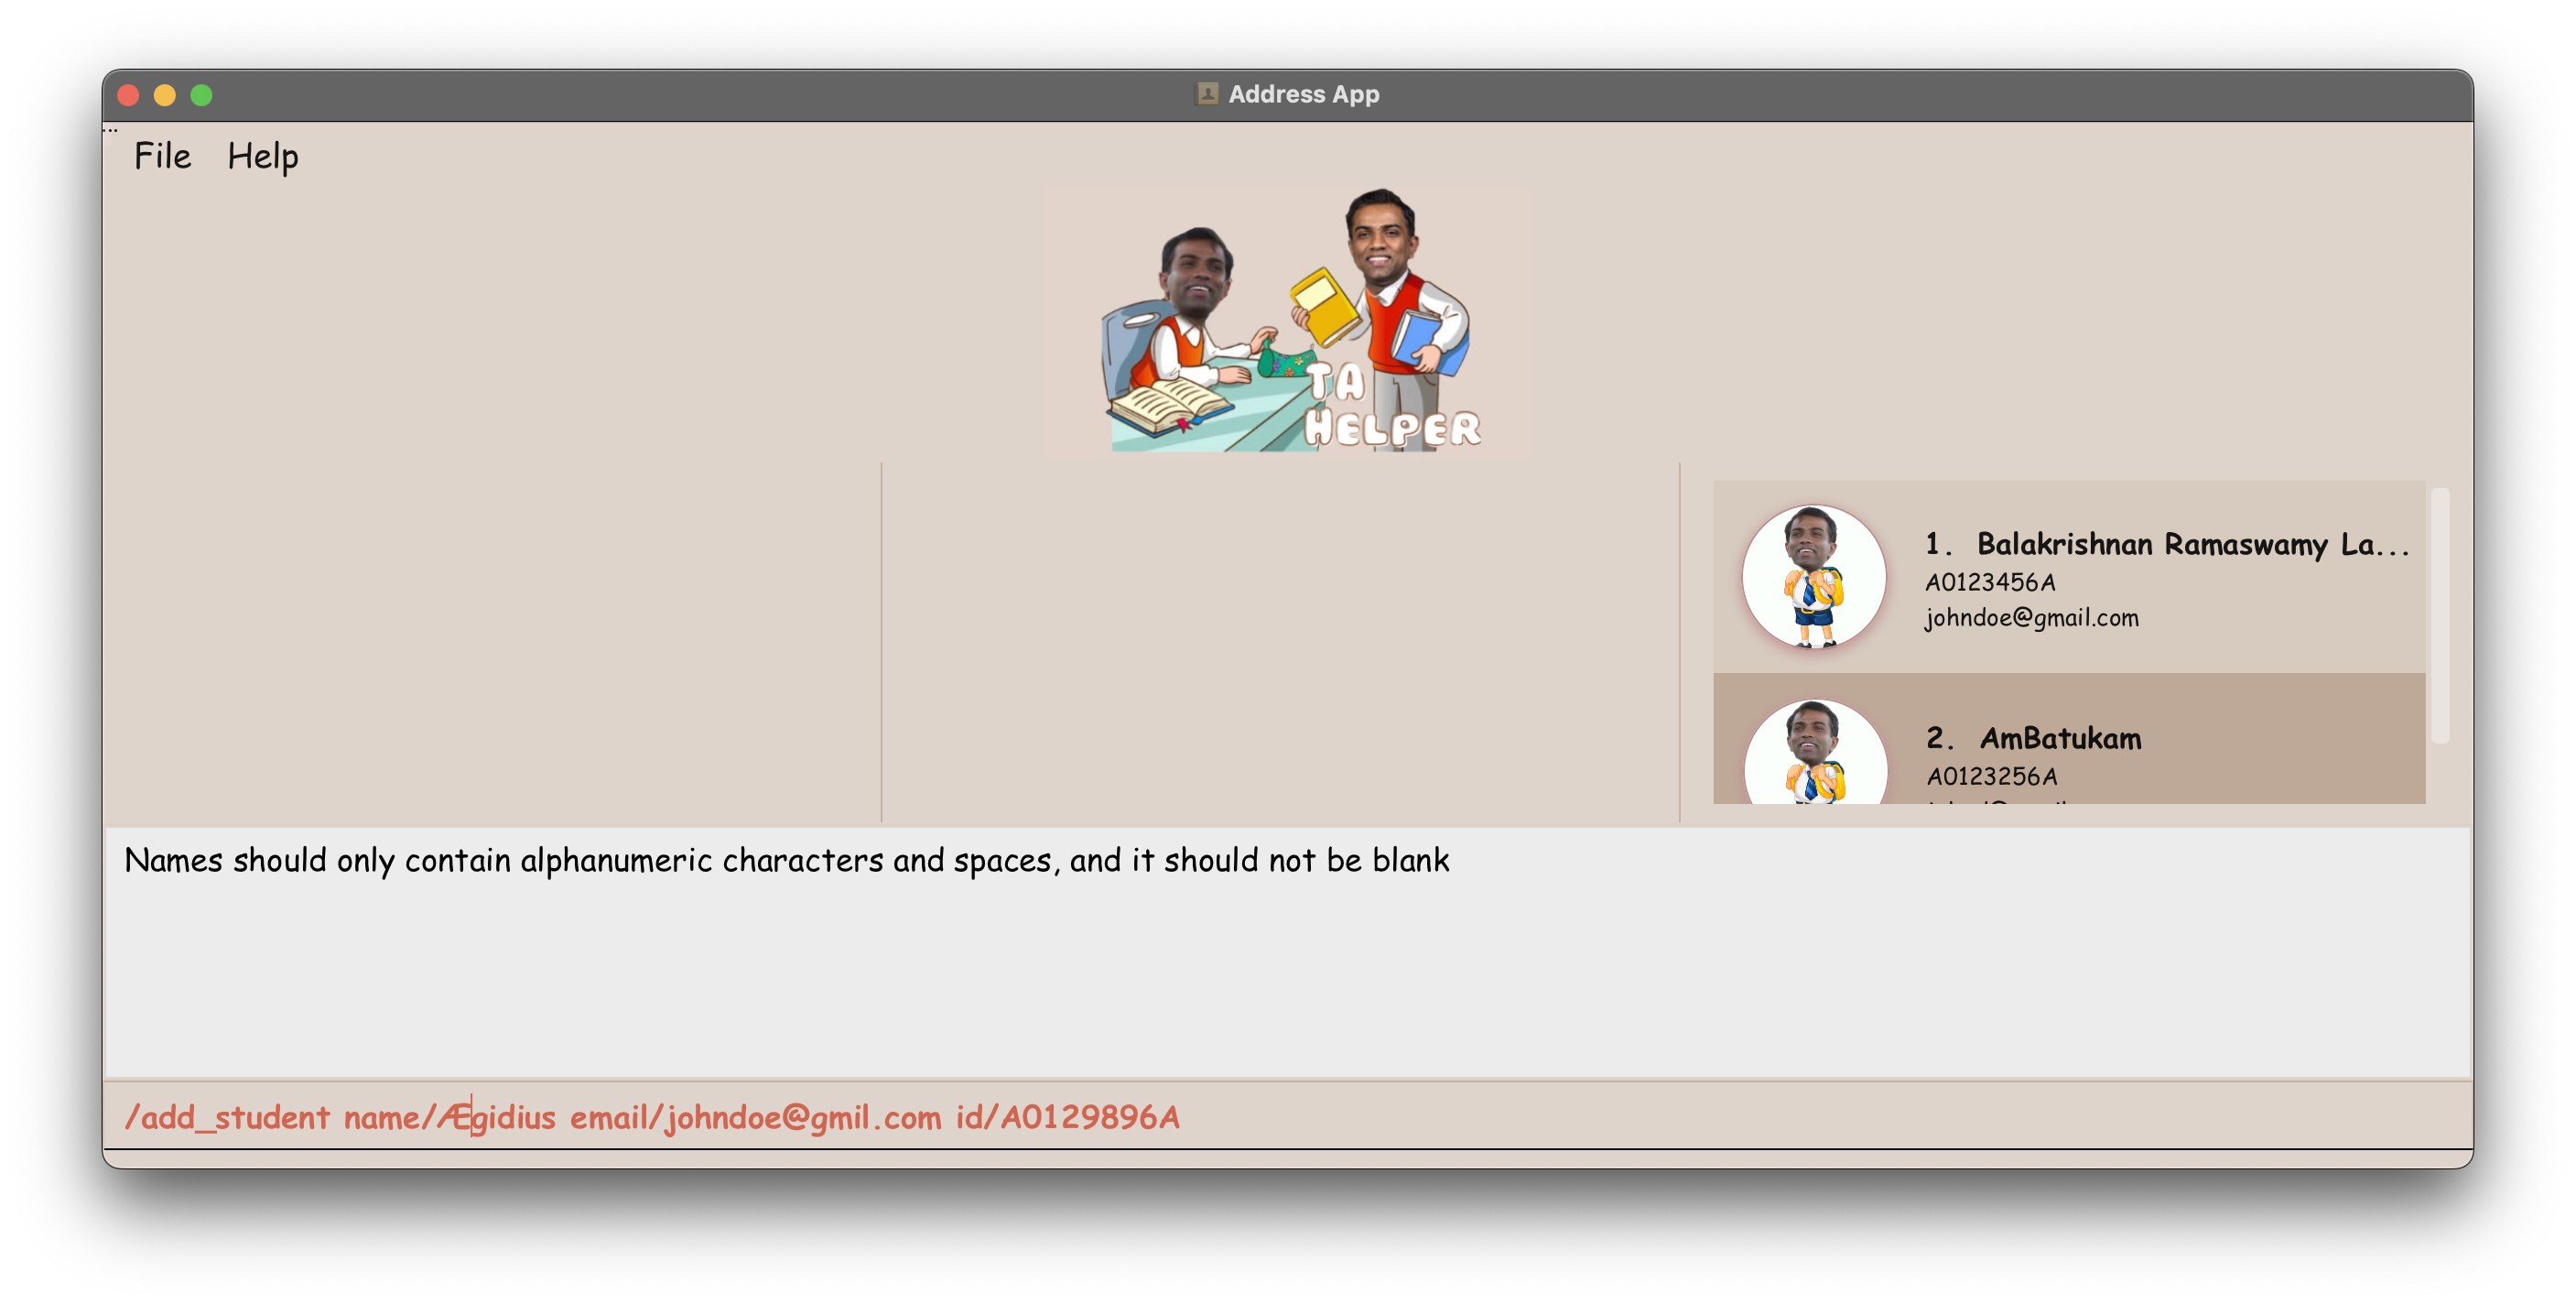 Address App
File Help
TA
HELPER
1. Balakrishnan Ramaswamy La...
A0123456A
johndoe@gmail.com
2. AmBatukam
A0123256A
Names should only contain alphanumeric characters and spaces, and it should not be blank
/add_student name/Ægidius email/johndoe@gmil.com id/A0129896A